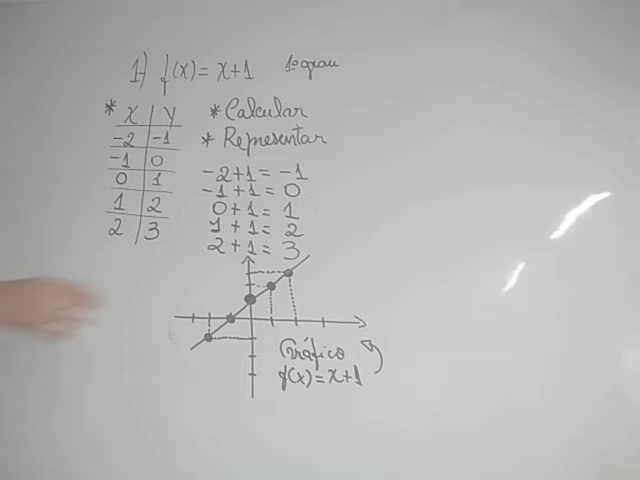 1) f(x) = x+1 1º grau
* X | Y
-2 | -1
-1 | 0
0 | 1
1 | 2
2 | 3
* Calcular
* Representar
-2+1 = -1
-1+1 = 0
0+1 = 1
1+1 = 2
2+1 = 3
Gráfico
f(x) = x+1